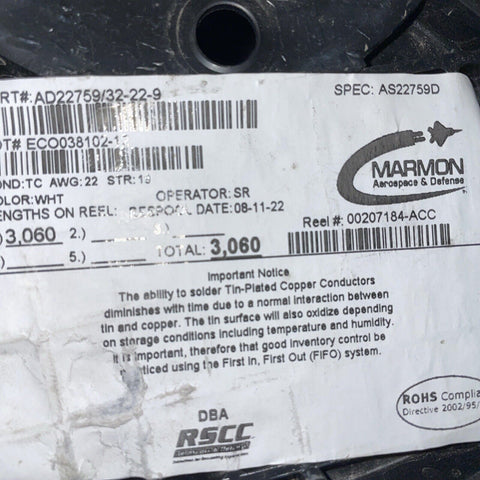 RT#: AD22759/32-22-9
SPEC: AS22759D
OT#: ECO038102-1
OND:TC AWG:22 STR:19
OLOR:WHT
OPERATOR: SR
ENGTHS ON REEL:
DATE:08-11-22
) 3,060 2.)
) 5.) TOTAL: 3,060
MARMON
Aerospace & Defense
Reel #: 00207184-ACC
Important Notice
The ability to solder Tin-Plated Copper Conductors
diminishes with time due to a normal interaction between
tin and copper. The tin surface will also oxidize depending
on storage conditions including temperature and humidity.
It is important, therefore that good inventory control be
practiced using the First in, First Out (FIFO) system.
ROHS Complia
Directive 2002/95/
DBA
RSCC